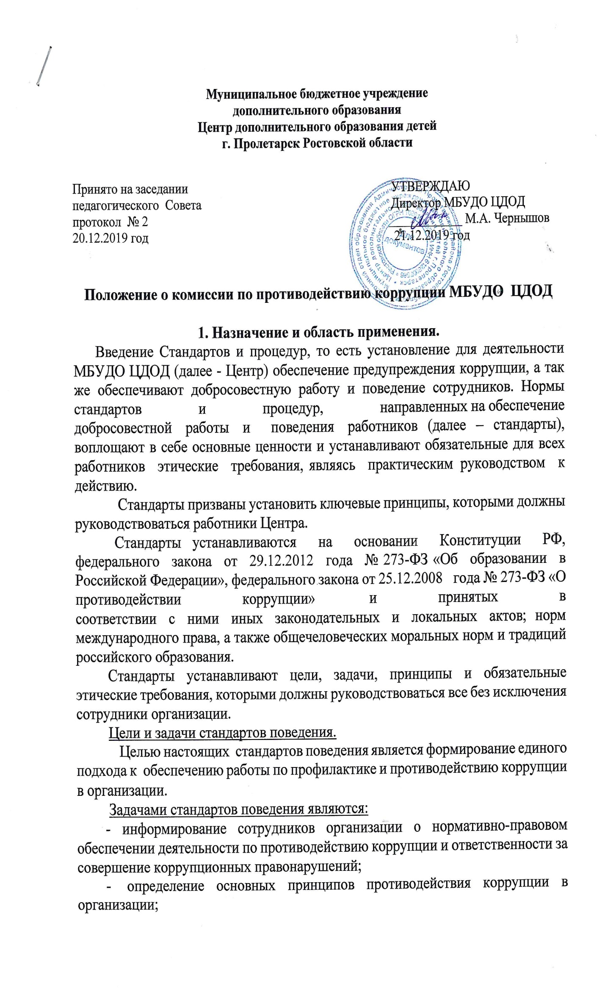 Муниципальное бюджетное учреждение
дополнительного образования
Центр дополнительного образования детей
г. Пролетарск Ростовской области
Принято на заседании
педагогического Совета
протокол № 2
20.12.2019 год
УТВЕРЖДАЮ
Директор МБУДО ЦДОД
М.А. Чернышов
21.12.2019 год
Для
документов
Положение о комиссии по противодействию коррупции МБУДО ЦДОД
1. Назначение и область применения.
Введение Стандартов и процедур, то есть установление для деятельности
МБУДО ЦДОД (далее - Центр) обеспечение предупреждения коррупции, а так
же обеспечивают добросовестную работу и поведение сотрудников. Нормы
стандартов и процедур, направленных на обеспечение
добросовестной работы и поведения работников (далее – стандарты),
воплощают в себе основные ценности и устанавливают обязательные для всех
работников этические требования, являясь практическим руководством к
действию.
Стандарты призваны установить ключевые принципы, которыми должны
руководствоваться работники Центра.
Стандарты устанавливаются на основании Конституции РФ,
федерального закона от 29.12.2012 года № 273-ФЗ «Об образовании в
Российской Федерации», федерального закона от 25.12.2008 года № 273-ФЗ «О
противодействии коррупции» и принятых в
соответствии с ними иных законодательных и локальных актов; норм
международного права, а также общечеловеческих моральных норм и традиций
российского образования.
Стандарты устанавливают цели, задачи, принципы и обязательные
этические требования, которыми должны руководствоваться все без исключения
сотрудники организации.
Цели и задачи стандартов поведения.
Целью настоящих стандартов поведения является формирование единого
подхода к обеспечению работы по профилактике и противодействию коррупции
в организации.
Задачами стандартов поведения являются:
- информирование сотрудников организации о нормативно-правовом
обеспечении деятельности по противодействию коррупции и ответственности за
совершение коррупционных правонарушений;
- определение основных принципов противодействия коррупции в
организации;